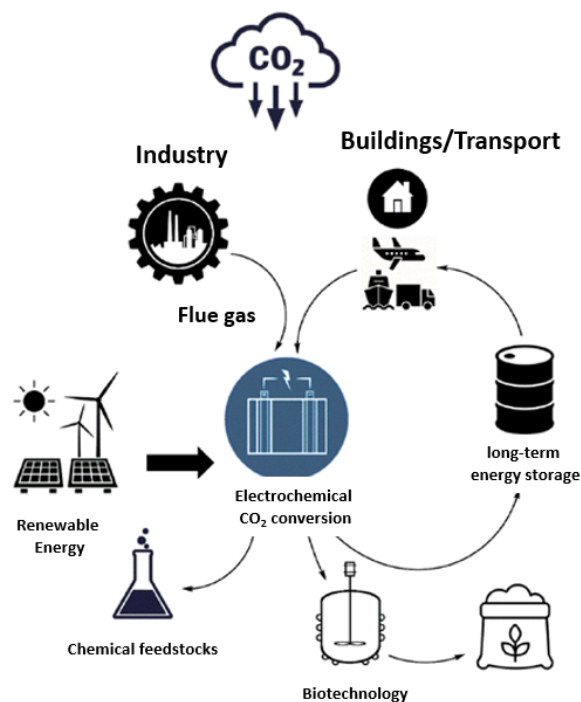 CO₂
Industry
Buildings/Transport
Flue gas
long-term
energy storage
Renewable
Energy
Electrochemical
CO₂ conversion
Chemical feedstocks
Biotechnology